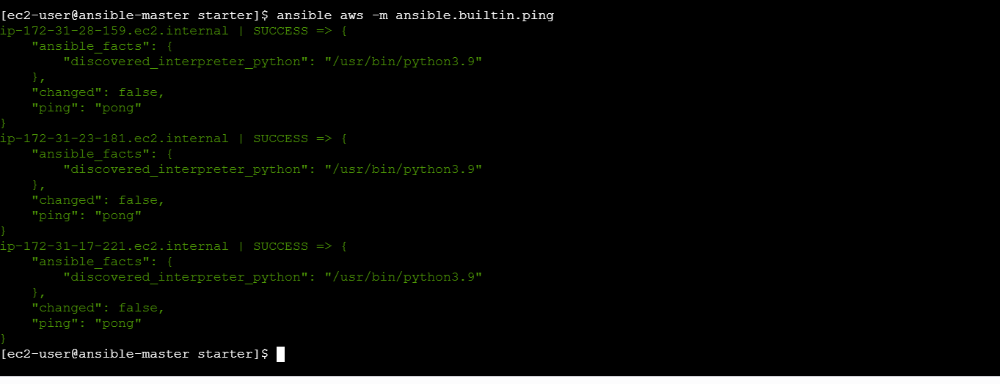 [ec2-user@ansible-master starter]$ ansible aws -m ansible.builtin.ping
ip-172-31-28-159.ec2.internal | SUCCESS => {
    "ansible_facts": {
        "discovered_interpreter_python": "/usr/bin/python3.9"
    },
    "changed": false,
    "ping": "pong"
}
ip-172-31-23-181.ec2.internal | SUCCESS => {
    "ansible_facts": {
        "discovered_interpreter_python": "/usr/bin/python3.9"
    },
    "changed": false,
    "ping": "pong"
}
ip-172-31-17-221.ec2.internal | SUCCESS => {
    "ansible_facts": {
        "discovered_interpreter_python": "/usr/bin/python3.9"
    },
    "changed": false,
    "ping": "pong"
}
[ec2-user@ansible-master starter]$